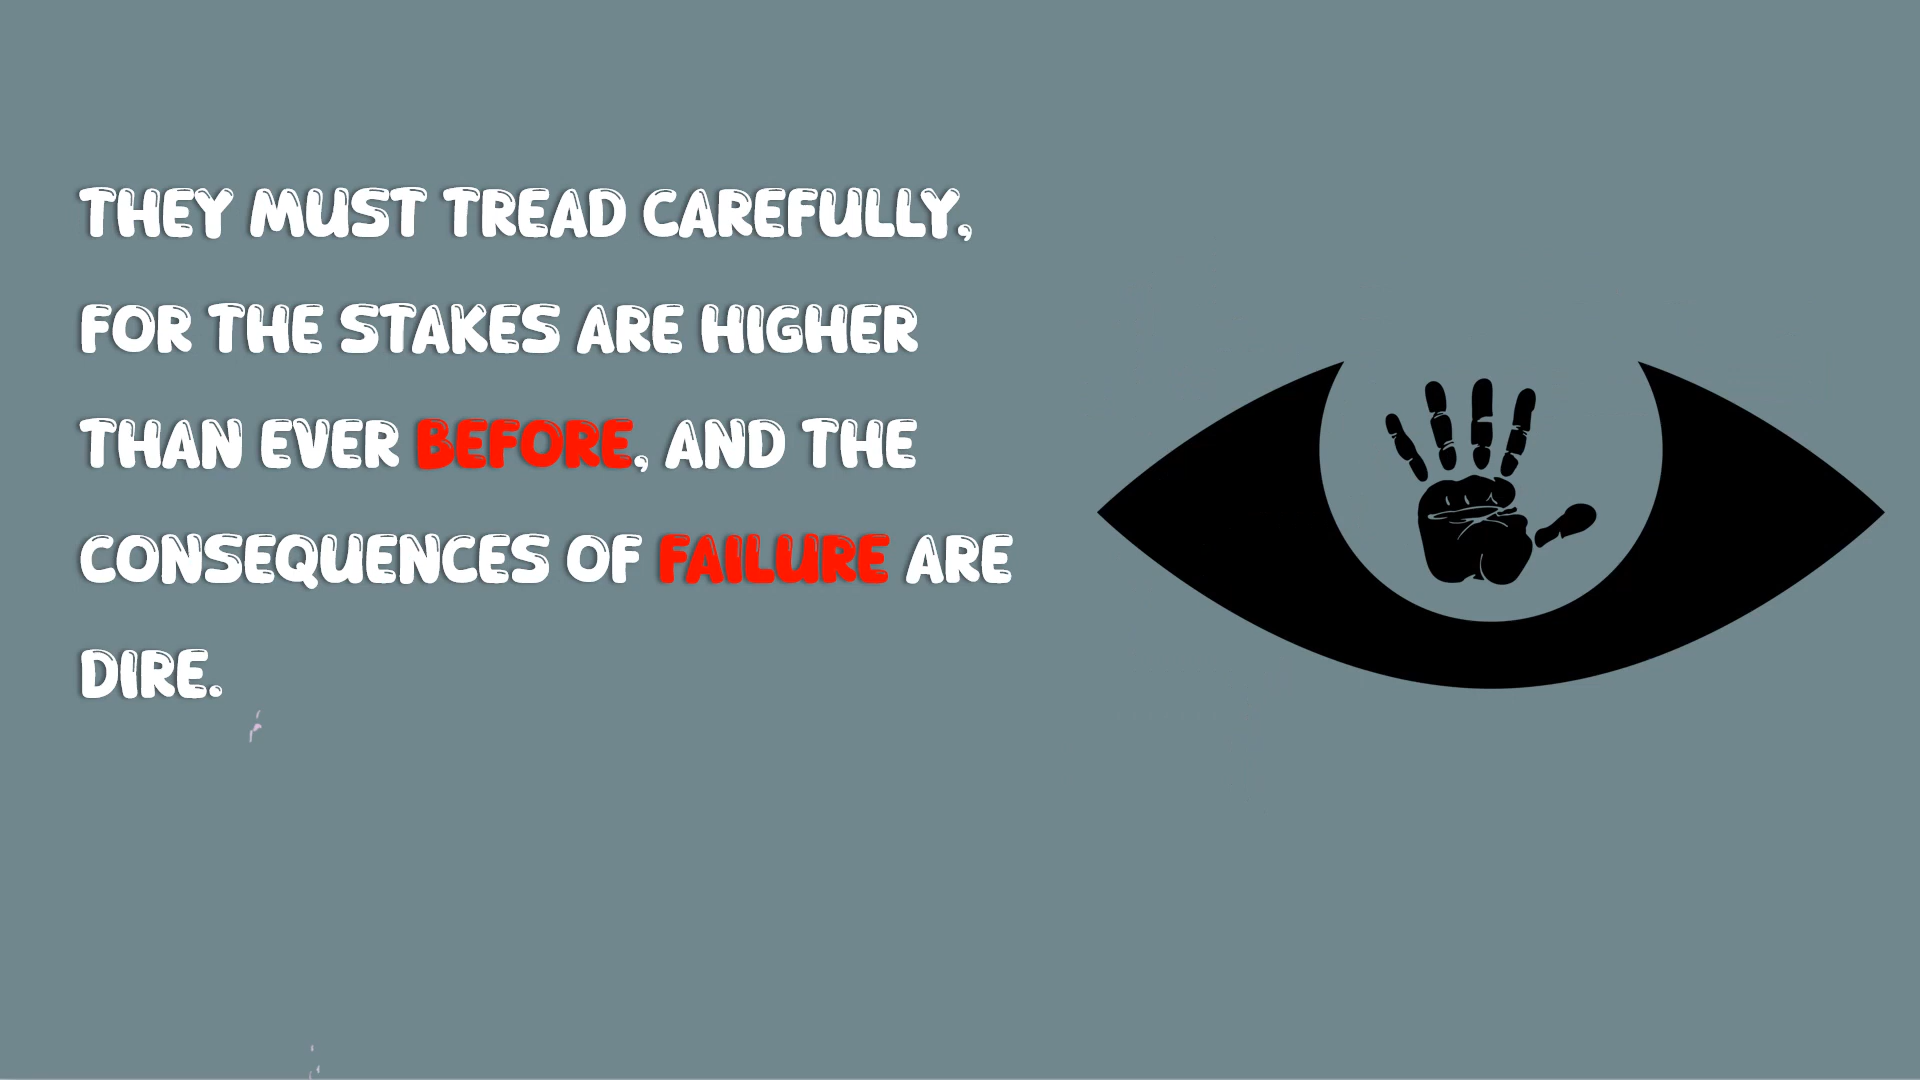 THEY MUST TREAD CAREFULLY,
FOR THE STAKES ARE HIGHER
THAN EVER BEFORE, AND THE
CONSEQUENCES OF FAILURE ARE
DIRE.